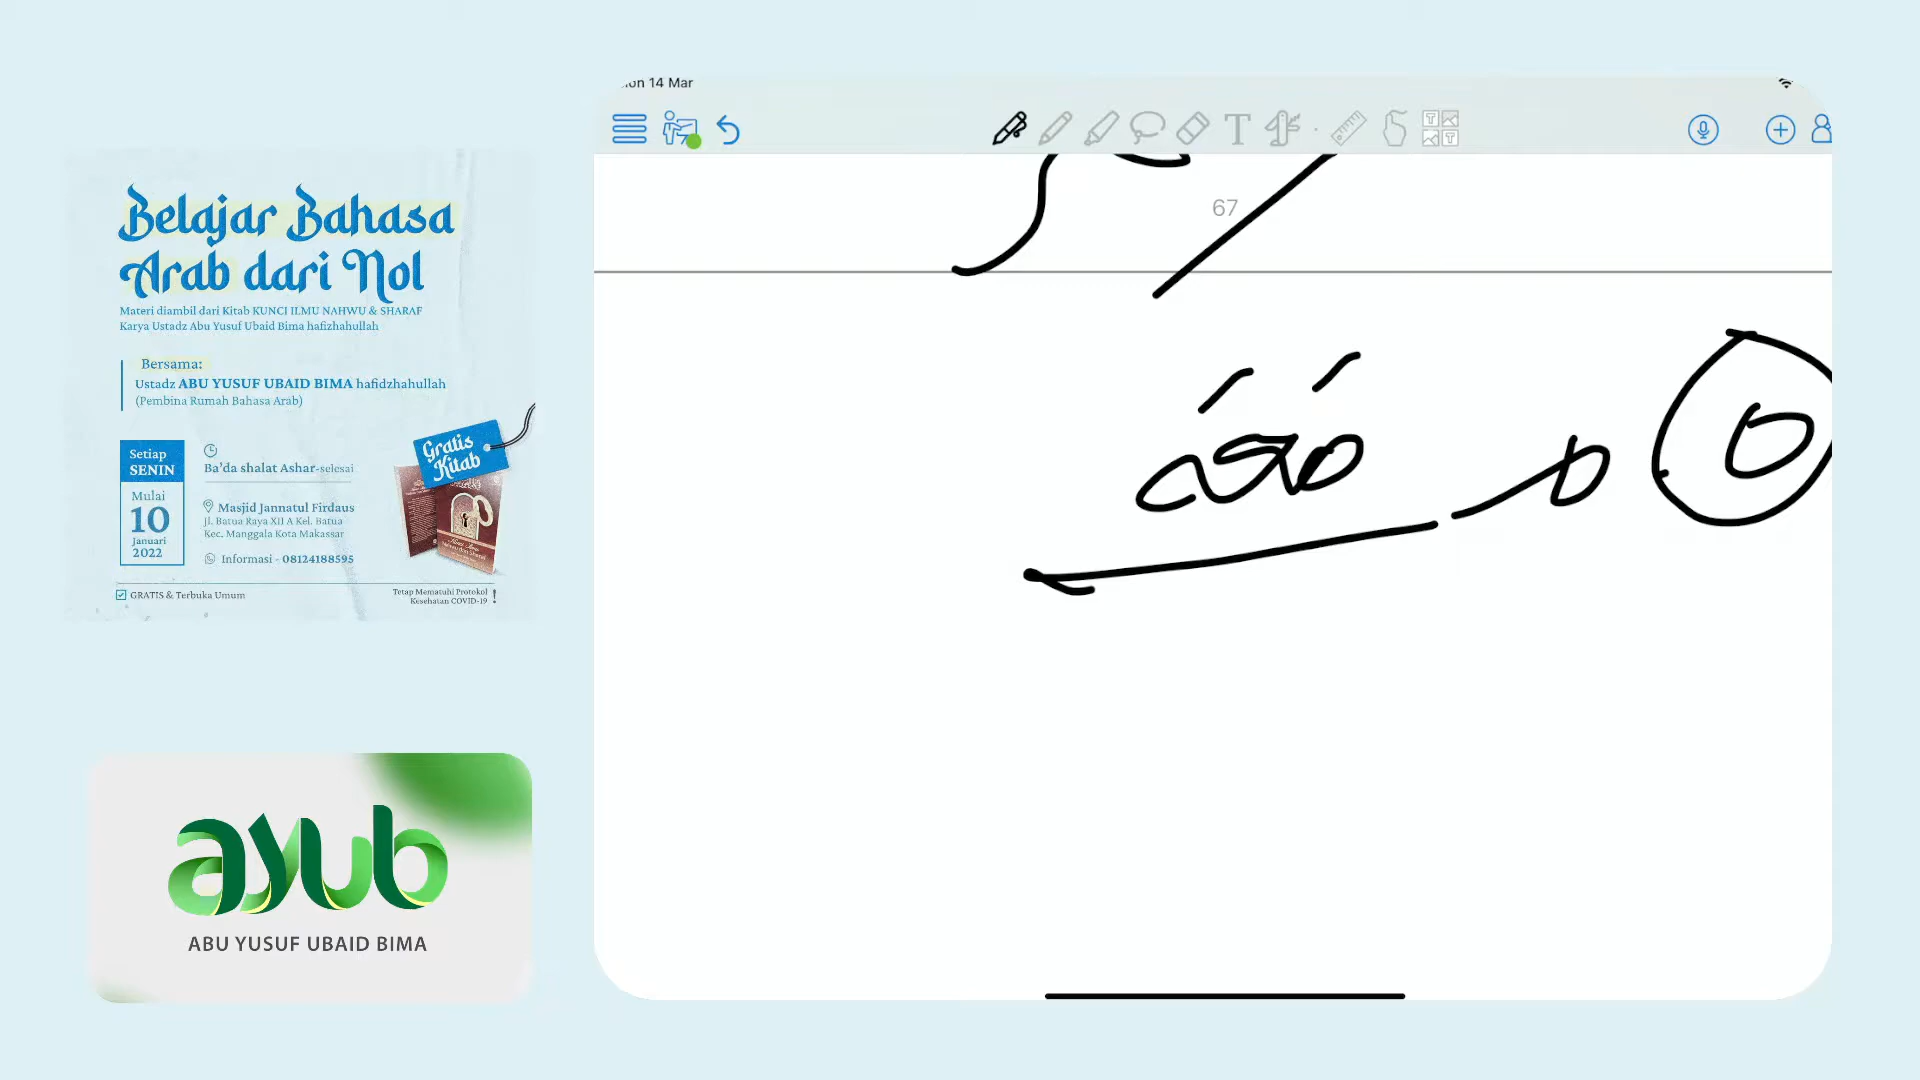 Belajar Bahasa
Arab dari Nol
Materi diambil dari Kitab KUNCI ILMU NAHWU & SHARAF
Karya Ustadz Abu Yusuf Ubaid Bima hafizhahullah
Bersama:
Ustadz ABU YUSUF UBAID BIMA hafidzhahullah
(Pembina Rumah Bahasa Arab)
Setiap
SENIN
Mulai
10
Januari
2022
Ba'da shalat Ashar-selesai
Masjid Jannatul Firdaus
Jl. Batua Raya XII A Kel. Batua
Kec. Manggala Kota Makassar
Informasi - 08124188595
Gratis
Kitab
GRATIS & Terbuka Umum
Tetap Mematuhi Protokol
Kesehatan COVID-19 !
ayub
ABU YUSUF UBAID BIMA
14 Mar
67